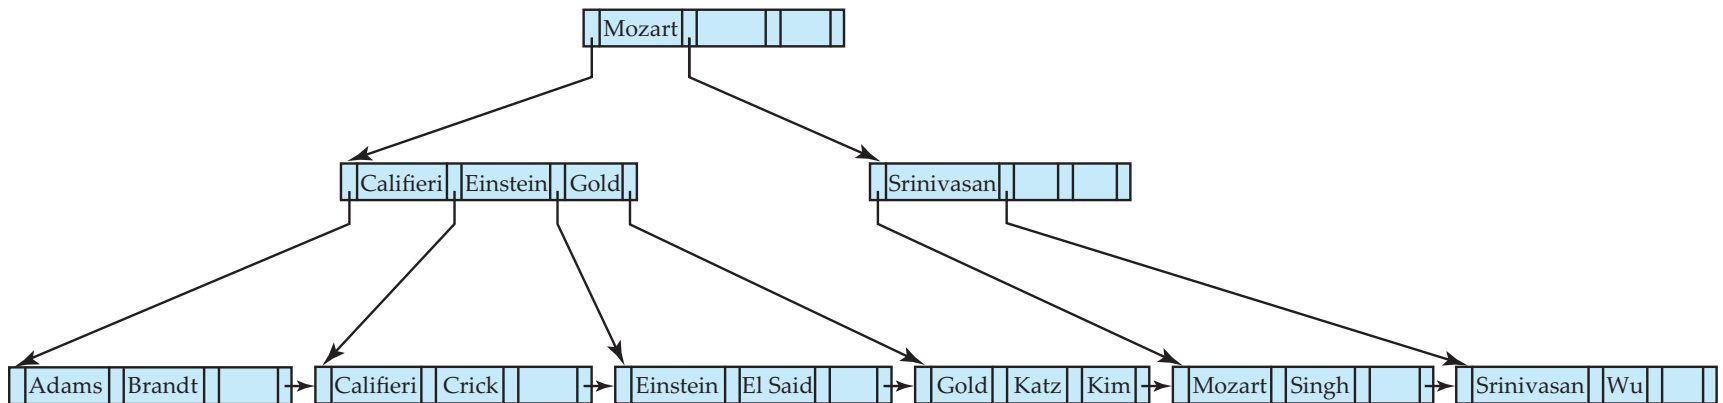 Mozart
Califieri Einstein Gold Srinivasan
Adams Brandt Califieri Crick Einstein El Said Gold Katz Kim Mozart Singh Srinivasan Wu